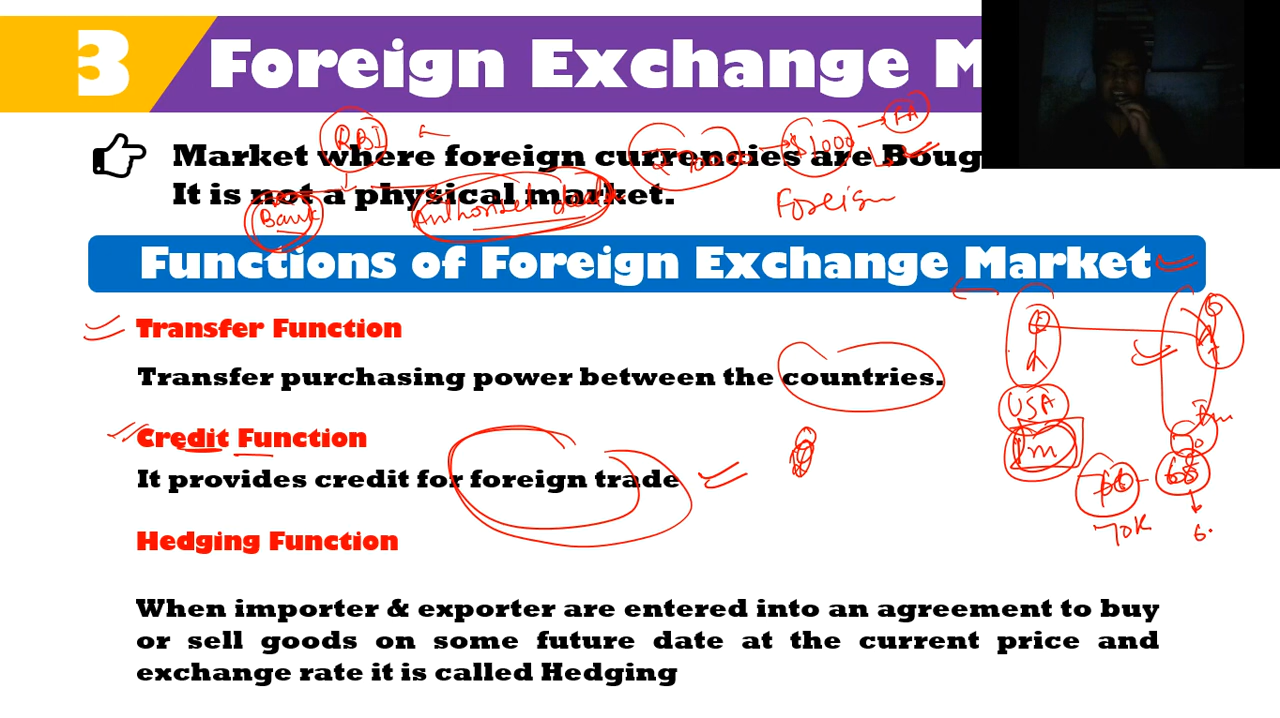 3 Foreign Exchange M
RBI
₹ 70000 → $1000 → FA
Market where foreign currencies are Boug
It is not a physical market.
Bank
Foreign
Functions of Foreign Exchange Market
Transfer Function
Transfer purchasing power between the countries.
USA
Credit Function
1m
It provides credit for foreign trade
68
70K
Hedging Function
When importer & exporter are entered into an agreement to buy
or sell goods on some future date at the current price and
exchange rate it is called Hedging